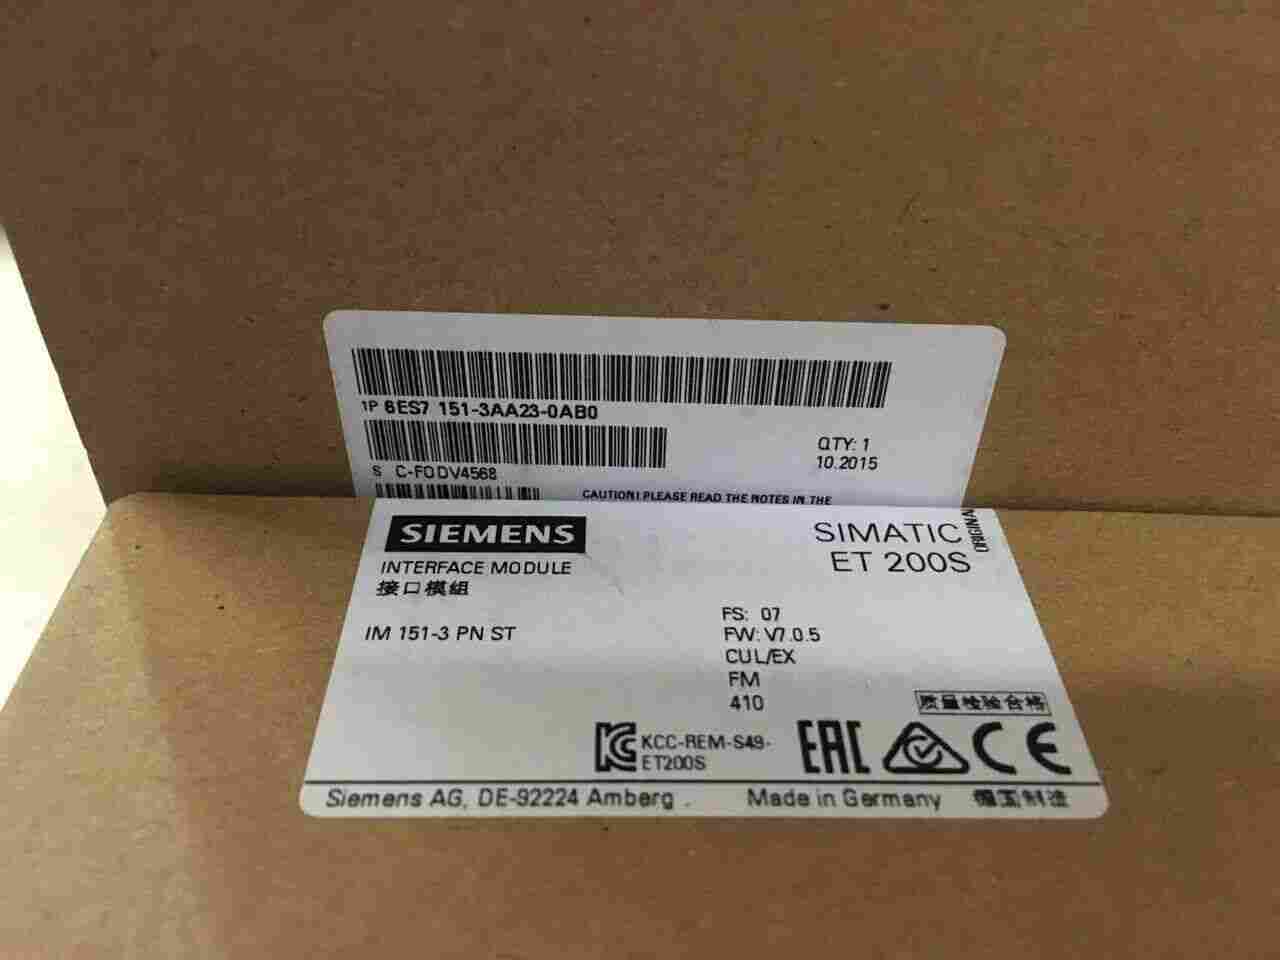 1P 6ES7 151-3AA23-0AB0
QTY: 1
10.2015
S C-F0DV4568
CAUTION! PLEASE READ THE NOTES IN THE
SIEMENS
SIMATIC
ET 200S
ORIGINA
INTERFACE MODULE
接口模組
IM 151-3 PN ST
FS: 07
FW: V7.0.5
CUL/EX
FM
410
质量检验合格
KCC-REM-S49-
ET200S
EAC
CE
Siemens AG, DE-92224 Amberg .
Made in Germany 德国制造